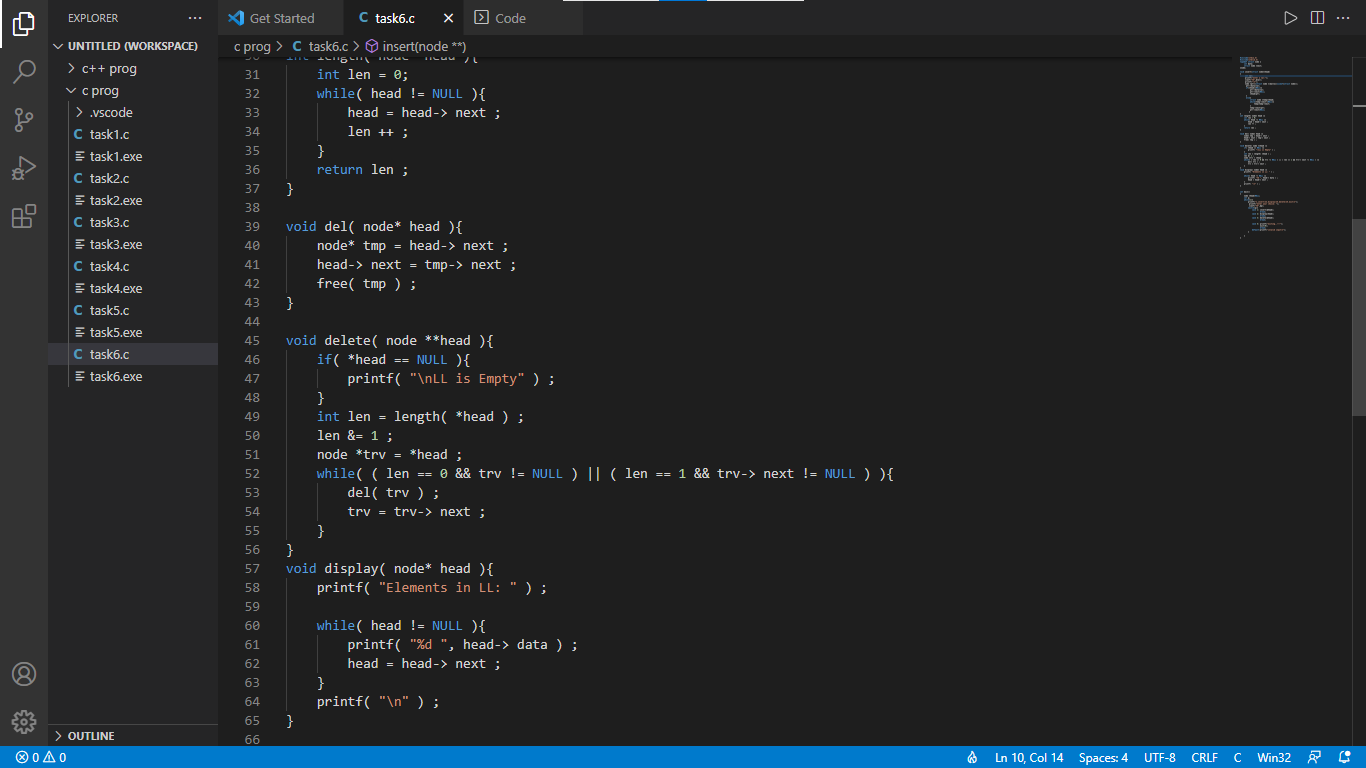 EXPLORER
···
Get Started
C task6.c ×
Code
···
UNTITLED (WORKSPACE)
c++ prog
c prog
.vscode
C task1.c
task1.exe
C task2.c
task2.exe
C task3.c
task3.exe
C task4.c
task4.exe
C task5.c
task5.exe
C task6.c
task6.exe
OUTLINE
c prog > C task6.c > insert(node **)
30 int length( node* head ){
31 int len = 0;
32 while( head != NULL ){
33 head = head-> next ;
34 len ++ ;
35 }
36 return len ;
37 }
38
39 void del( node* head ){
40 node* tmp = head-> next ;
41 head-> next = tmp-> next ;
42 free( tmp ) ;
43 }
44
45 void delete( node **head ){
46 if( *head == NULL ){
47 printf( "\nLL is Empty" ) ;
48 }
49 int len = length( *head ) ;
50 len &= 1 ;
51 node *trv = *head ;
52 while( ( len == 0 && trv != NULL ) || ( len == 1 && trv-> next != NULL ) ){
53 del( trv ) ;
54 trv = trv-> next ;
55 }
56 }
57 void display( node* head ){
58 printf( "Elements in LL: " ) ;
59
60 while( head != NULL ){
61 printf( "%d ", head-> data ) ;
62 head = head-> next ;
63 }
64 printf( "\n" ) ;
65 }
66
0 0
Ln 10, Col 14 Spaces: 4 UTF-8 CRLF C Win32